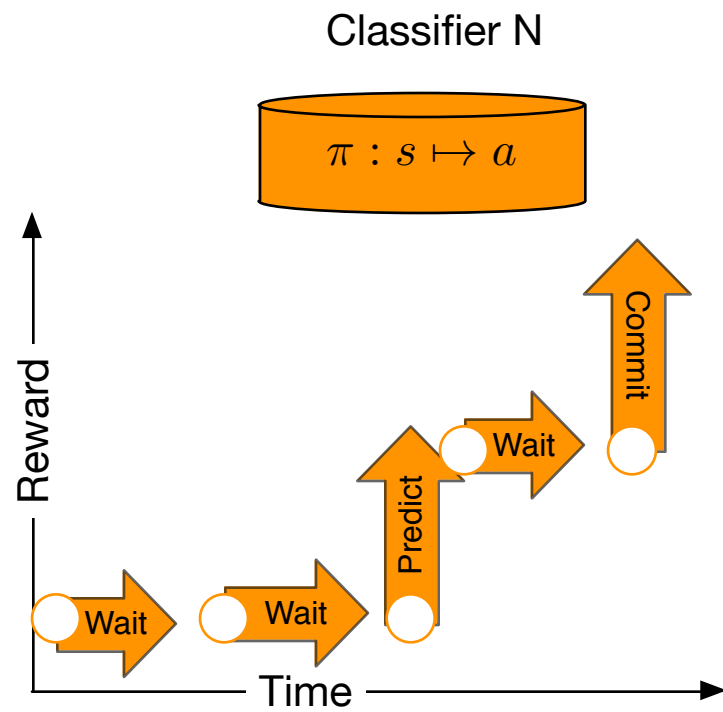 Classifier N
π : s ↦ a
Reward
Commit
Wait
Predict
Wait
Wait
Time